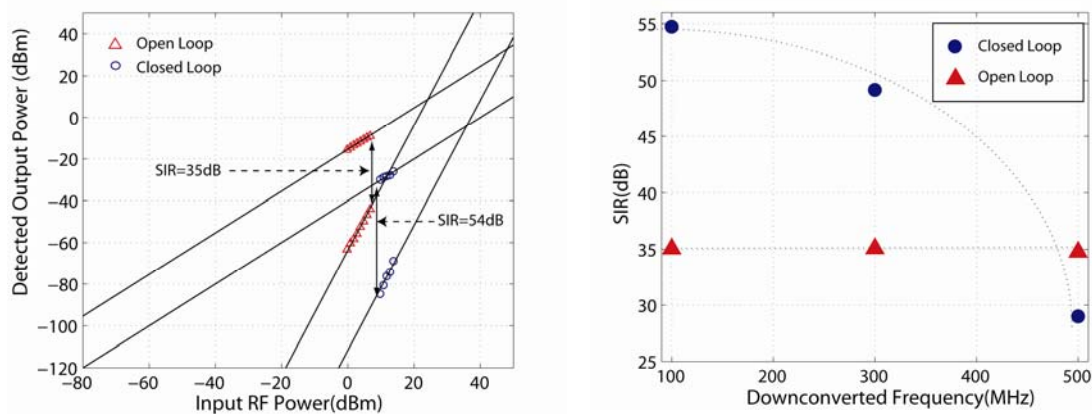 Detected Output Power (dBm)
40
20
0
−20
−40
−60
−80
−100
−120
Open Loop
Closed Loop
SIR=35dB
SIR=54dB
−80
−60
−40
−20
0
20
40
Input RF Power(dBm)
SIR(dB)
55
50
45
40
35
30
25
Closed Loop
Open Loop
100
200
300
400
500
Downconverted Frequency(MHz)